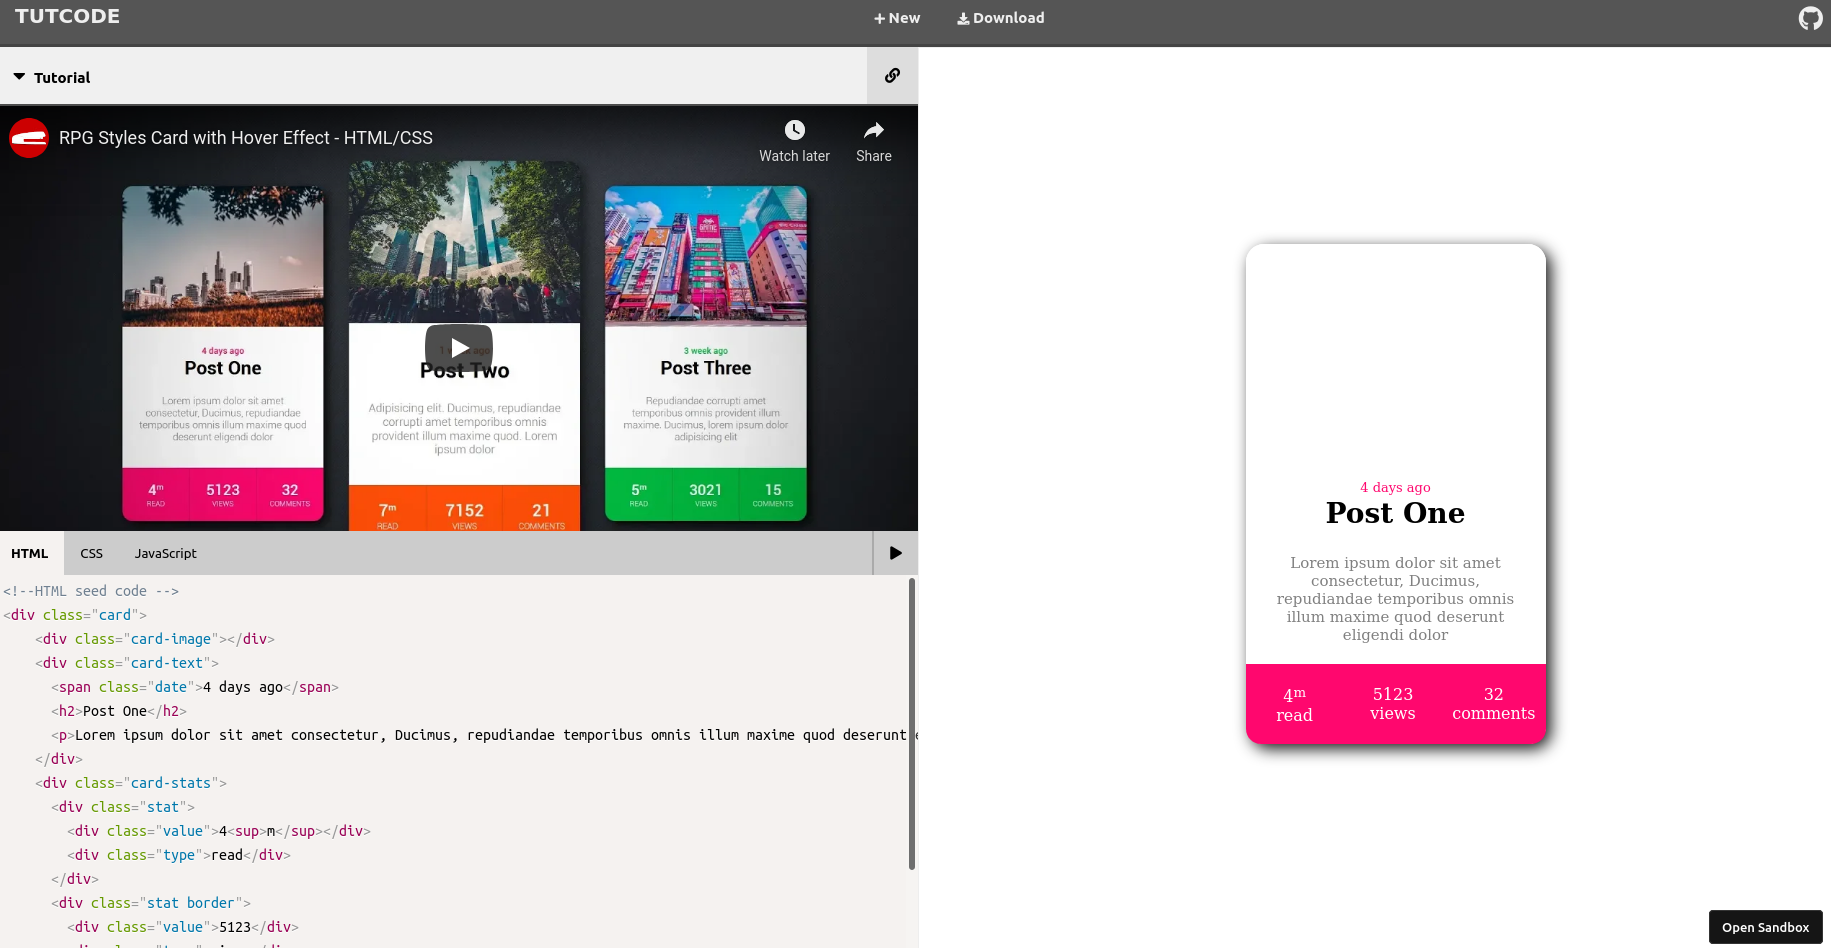 TUTCODE
New
Download
Tutorial
RPG Styles Card with Hover Effect - HTML/CSS
Watch later
Share
4 days ago
Post One
Lorem ipsum dolor sit amet
consectetur, Ducimus, repudiandae
temporibus omnis illum maxime quod
deserunt eligendi dolor
4m
READ
5123
VIEWS
32
COMMENTS
Post Two
Adipisicing elit. Ducimus, repudiandae
corrupti amet temporibus omnis
provident illum maxime quod. Lorem
ipsum dolor
7m
READ
7152
VIEWS
21
COMMENTS
3 week ago
Post Three
Repudiandae corrupti amet
temporibus omnis provident illum
maxime. Ducimus, lorem ipsum dolor
adipisicing elit
5m
READ
3021
VIEWS
15
COMMENTS
HTML
CSS
JavaScript
<!--HTML seed code -->
<div class="card">
<div class="card-image"></div>
<div class="card-text">
<span class="date">4 days ago</span>
<h2>Post One</h2>
<p>Lorem ipsum dolor sit amet consectetur, Ducimus, repudiandae temporibus omnis illum maxime quod deserunt
</div>
<div class="card-stats">
<div class="stat">
<div class="value">4<sup>m</sup></div>
<div class="type">read</div>
</div>
<div class="stat border">
<div class="value">5123</div>
4 days ago
Post One
Lorem ipsum dolor sit amet
consectetur, Ducimus,
repudiandae temporibus omnis
illum maxime quod deserunt
eligendi dolor
4m
read
5123
views
32
comments
Open Sandbox